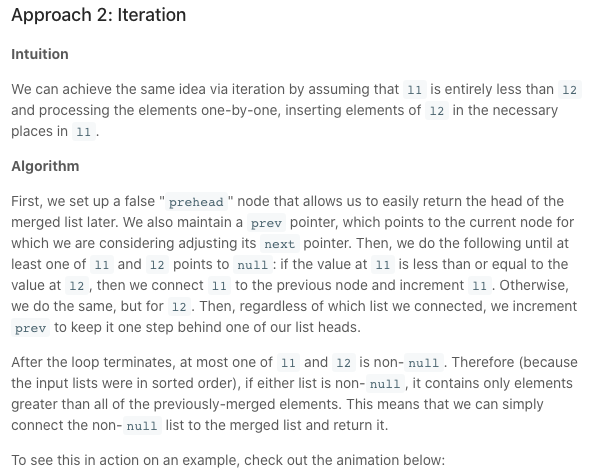 Approach 2: Iteration
Intuition
We can achieve the same idea via iteration by assuming that l1 is entirely less than l2
and processing the elements one-by-one, inserting elements of l2 in the necessary
places in l1 .
Algorithm
First, we set up a false " prehead " node that allows us to easily return the head of the
merged list later. We also maintain a prev pointer, which points to the current node for
which we are considering adjusting its next pointer. Then, we do the following until at
least one of l1 and l2 points to null : if the value at l1 is less than or equal to the
value at l2 , then we connect l1 to the previous node and increment l1 . Otherwise,
we do the same, but for l2 . Then, regardless of which list we connected, we increment
prev to keep it one step behind one of our list heads.
After the loop terminates, at most one of l1 and l2 is non- null . Therefore (because
the input lists were in sorted order), if either list is non- null , it contains only elements
greater than all of the previously-merged elements. This means that we can simply
connect the non- null list to the merged list and return it.
To see this in action on an example, check out the animation below: